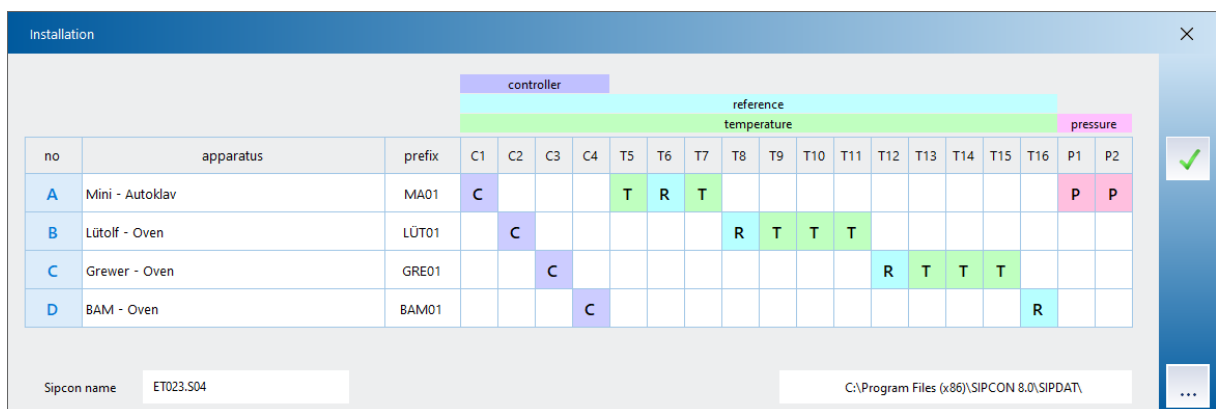 Installation
controller
reference
temperature pressure
no apparatus prefix C1 C2 C3 C4 T5 T6 T7 T8 T9 T10 T11 T12 T13 T14 T15 T16 P1 P2
A Mini - Autoklav MA01 C T R T P P
B Lütolf - Oven LÜT01 C R T T T
C Grewer - Oven GRE01 C R T T T
D BAM - Oven BAM01 C R
Sipcon name ET023.S04 C:\Program Files (x86)\SIPCON 8.0\SIPDAT\
...